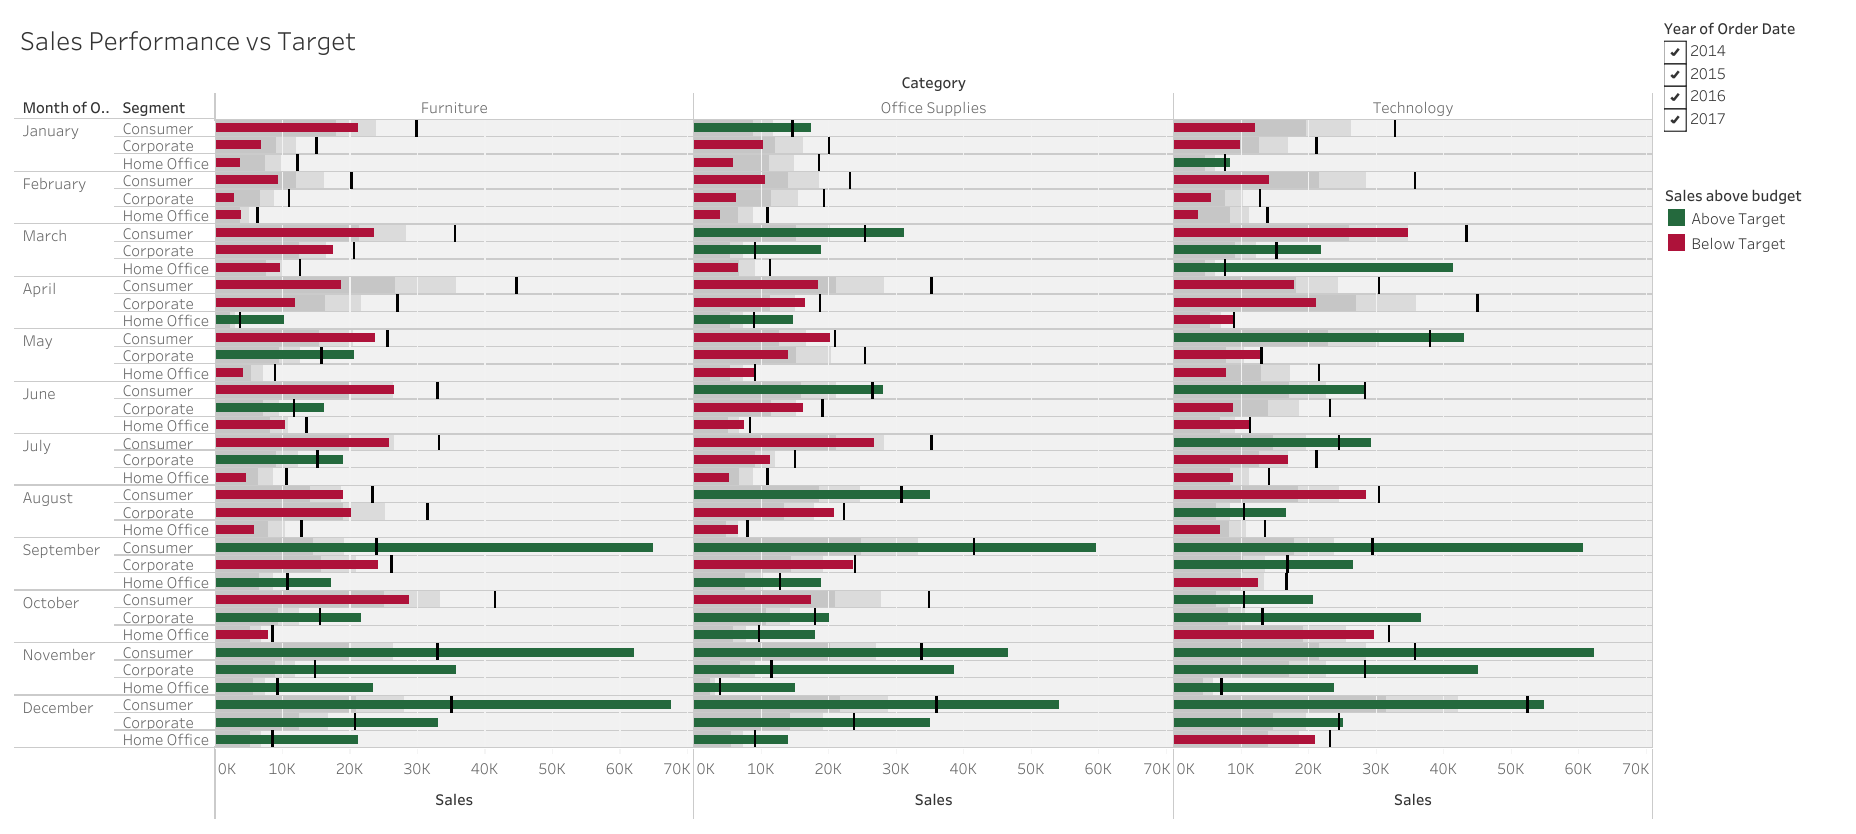 Sales Performance vs Target
Category
Month of O.. Segment Furniture Office Supplies Technology
January Consumer
Corporate
Home Office
February Consumer
Corporate
Home Office
March Consumer
Corporate
Home Office
April Consumer
Corporate
Home Office
May Consumer
Corporate
Home Office
June Consumer
Corporate
Home Office
July Consumer
Corporate
Home Office
August Consumer
Corporate
Home Office
September Consumer
Corporate
Home Office
October Consumer
Corporate
Home Office
November Consumer
Corporate
Home Office
December Consumer
Corporate
Home Office
0K 10K 20K 30K 40K 50K 60K 70K 0K 10K 20K 30K 40K 50K 60K 70K 0K 10K 20K 30K 40K 50K 60K 70K
Sales Sales Sales
Year of Order Date
2014
2015
2016
2017
Sales above budget
Above Target
Below Target